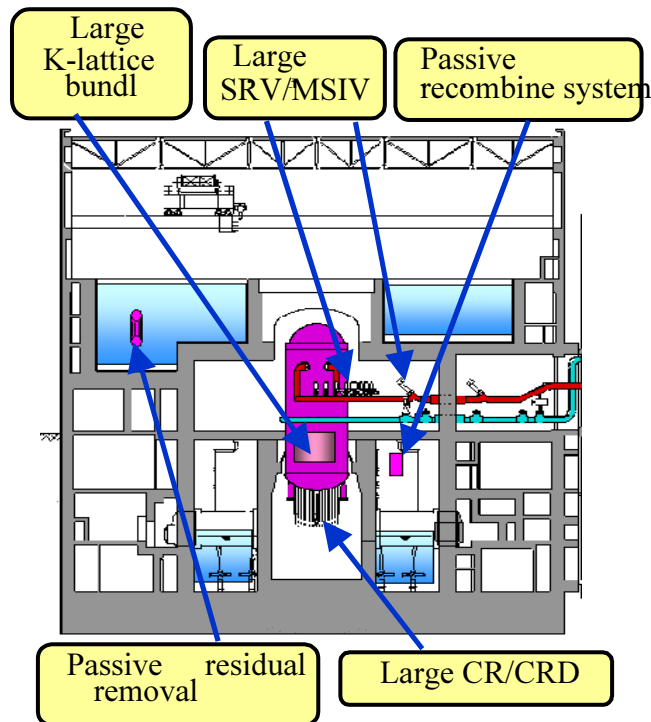 Large
K-lattice
bundl
Large
SRV/MSIV
Passive
recombine system
Passive residual
removal
Large CR/CRD